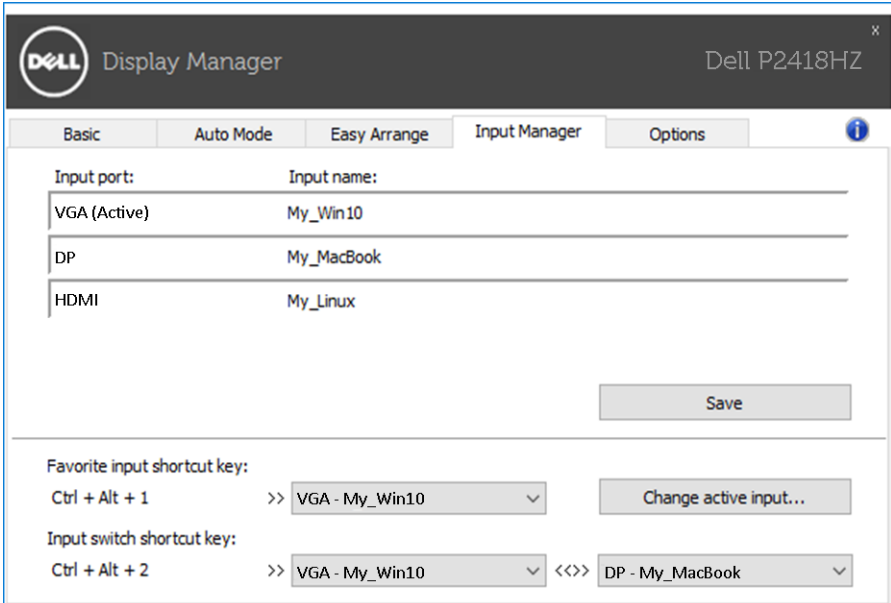 DELL Display Manager Dell P2418HZ x
Basic Auto Mode Easy Arrange Input Manager Options i
Input port: Input name:
VGA (Active) My_Win10
DP My_MacBook
HDMI My_Linux
Save
Favorite input shortcut key:
Ctrl + Alt + 1 >> VGA - My_Win10 Change active input...
Input switch shortcut key:
Ctrl + Alt + 2 >> VGA - My_Win10 <<>> DP - My_MacBook